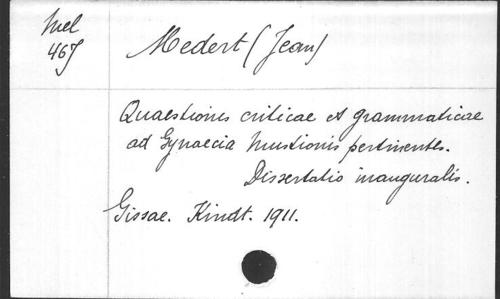 Mel
467
Medert (Jean)
Quaestiones criticae et grammaticae
ad Gynaecia Mustionis pertinentes.
Dissertatio inauguralis.
Gissae. Kindt. 1911.